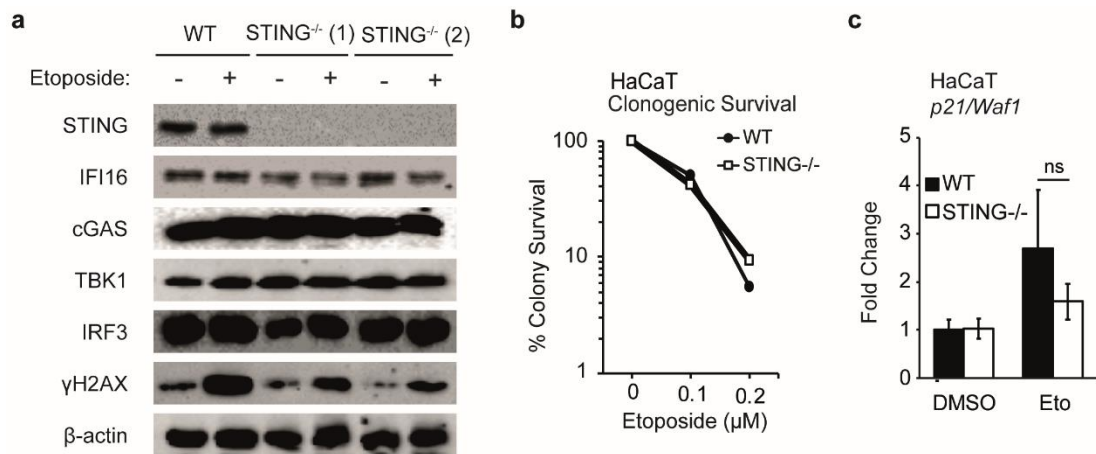 a
WT STING-/- (1) STING-/- (2)
Etoposide: - + - + - +
STING
IFI16
cGAS
TBK1
IRF3
γH2AX
β-actin
b
HaCaT
Clonogenic Survival
WT
STING-/-
% Colony Survival
100
10
1
0 0.1 0.2
Etoposide (µM)
c
HaCaT
p21/Waf1
Fold Change
5
4
3
2
1
0
WT
STING-/-
ns
DMSO Eto